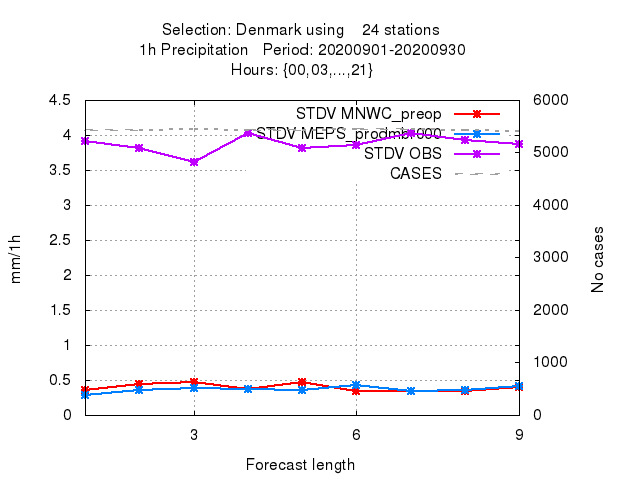 Selection: Denmark using 24 stations
1h Precipitation Period: 20200901-20200930
Hours: {00,03,...,21}
STDV MNWC_preop
STDV MEPS_prodmbr000
STDV OBS
CASES
4.5
4
3.5
3
2.5
2
1.5
1
0.5
0
6000
5000
4000
3000
2000
1000
0
mm/1h
No cases
3
6
9
Forecast length